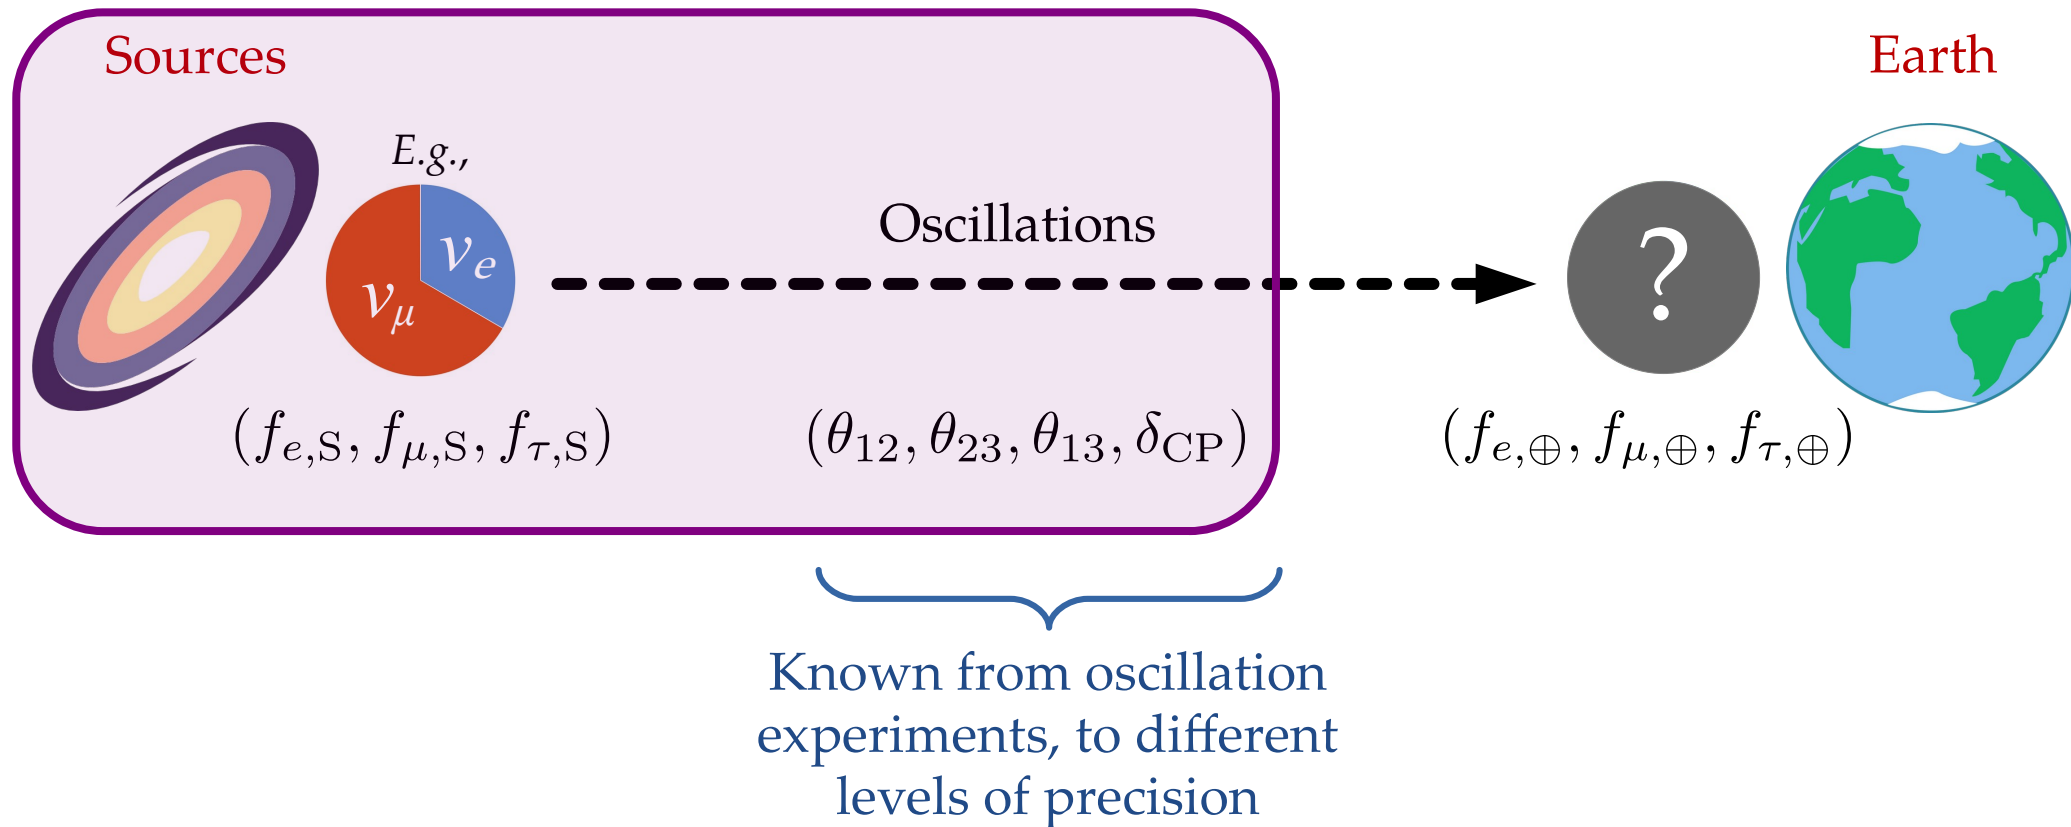 Sources
Earth
E.g.,
ν_e
ν_μ
Oscillations
?
(f_{e,S}, f_{μ,S}, f_{τ,S})
(θ_{12}, θ_{23}, θ_{13}, δ_{CP})
(f_{e,⊕}, f_{μ,⊕}, f_{τ,⊕})
Known from oscillation
experiments, to different
levels of precision